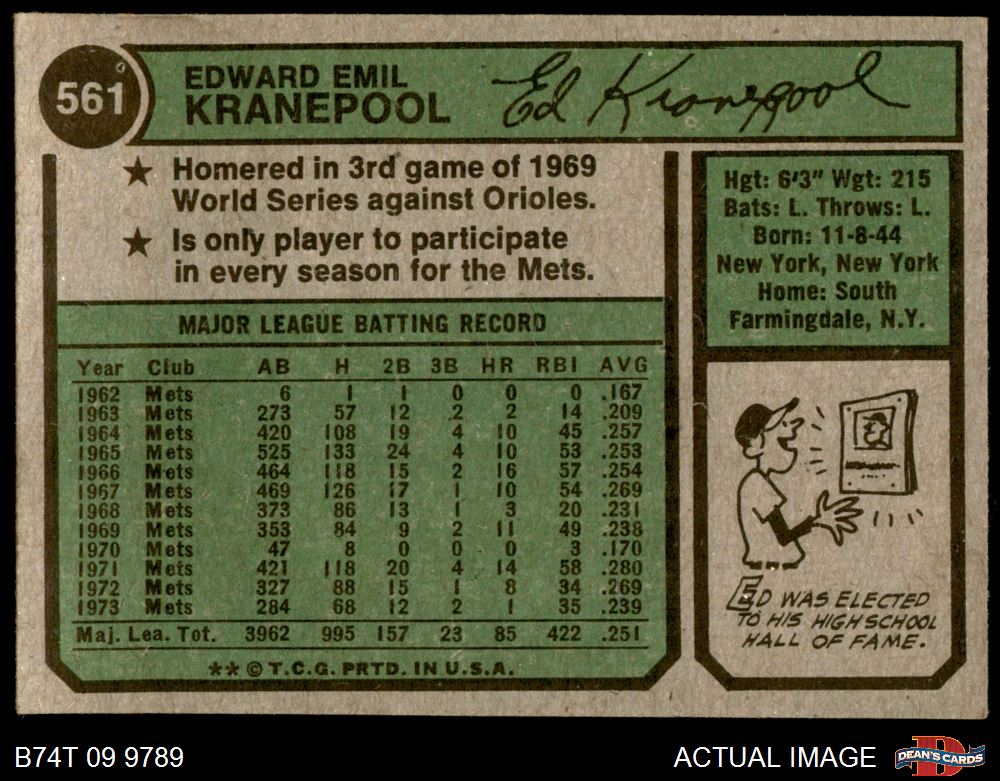 561
EDWARD EMIL
KRANEPOOL
Ed Kranepool
★ Homered in 3rd game of 1969
World Series against Orioles.
★ Is only player to participate
in every season for the Mets.
Hgt: 6'3" Wgt: 215
Bats: L. Throws: L.
Born: 11-8-44
New York, New York
Home: South
Farmingdale, N.Y.
MAJOR LEAGUE BATTING RECORD
Year Club AB H 2B 3B HR RBI AVG
1962 Mets 6 1 1 0 0 0 .167
1963 Mets 273 57 12 2 2 14 .209
1964 Mets 420 108 19 4 10 45 .257
1965 Mets 525 133 24 4 10 53 .253
1966 Mets 464 118 15 2 16 57 .254
1967 Mets 469 126 17 1 10 54 .269
1968 Mets 373 86 13 1 3 20 .231
1969 Mets 353 84 9 2 11 49 .238
1970 Mets 47 8 0 0 0 3 .170
1971 Mets 421 118 20 4 14 58 .280
1972 Mets 327 88 15 1 8 34 .269
1973 Mets 284 68 12 2 1 35 .239
Maj. Lea. Tot. 3962 995 157 23 85 422 .251
** © T.C.G. PRTD. IN U.S.A.
ED WAS ELECTED
TO HIS HIGH SCHOOL
HALL OF FAME.
B74T 09 9789
ACTUAL IMAGE
DEAN'S CARDS